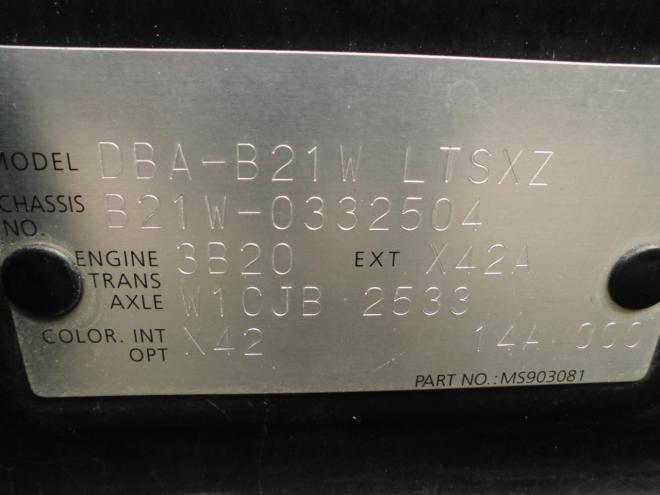 MODEL DBA-B21W LTSXZ
CHASSIS NO. B21W-0332504
ENGINE 3B20 EXT X42A
TRANS AXLE W1CJB 2533
COLOR. INT OPT X42 14A 000
PART NO.: MS903081